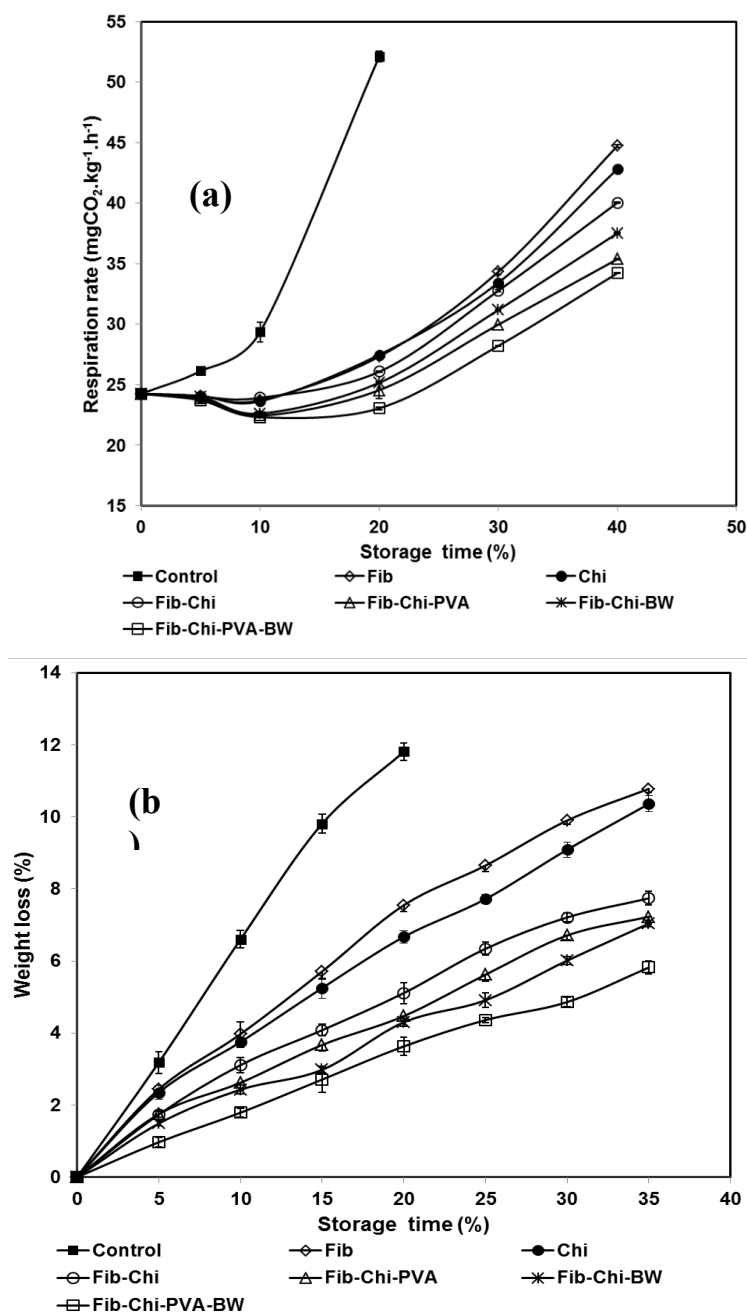 55
50
45
40
35
30
25
20
15
Respiration rate (mgCO₂.kg⁻¹.h⁻¹)
(a)
0 10 20 30 40 50
Storage time (%)
Control Fib Chi
Fib-Chi Fib-Chi-PVA Fib-Chi-BW
Fib-Chi-PVA-BW
14
12
10
8
6
4
2
0
Weight loss (%)
(b
)
0 5 10 15 20 25 30 35 40
Storage time (%)
Control Fib Chi
Fib-Chi Fib-Chi-PVA Fib-Chi-BW
Fib-Chi-PVA-BW